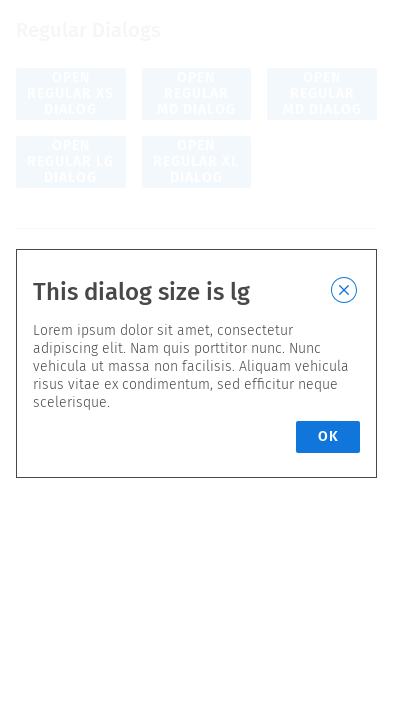 Regular Dialogs
OPEN
REGULAR XS
DIALOG
OPEN
REGULAR
MD DIALOG
OPEN
REGULAR
MD DIALOG
OPEN
REGULAR LG
DIALOG
OPEN
REGULAR XL
DIALOG
This dialog size is lg
Lorem ipsum dolor sit amet, consectetur
adipiscing elit. Nam quis porttitor nunc. Nunc
vehicula ut massa non facilisis. Aliquam vehicula
risus vitae ex condimentum, sed efficitur neque
scelerisque.
OK